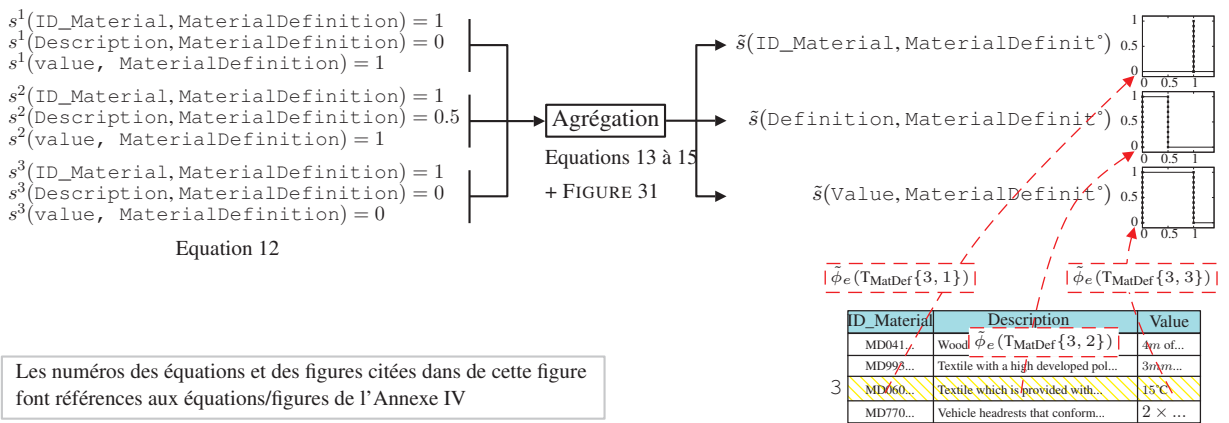 s¹(ID_Material, MaterialDefinition) = 1
s¹(Description, MaterialDefinition) = 0
s¹(value, MaterialDefinition) = 1
s²(ID_Material, MaterialDefinition) = 1
s²(Description, MaterialDefinition) = 0.5
s²(value, MaterialDefinition) = 1
s³(ID_Material, MaterialDefinition) = 1
s³(Description, MaterialDefinition) = 0
s³(value, MaterialDefinition) = 0
Equation 12
Agrégation
Equations 13 à 15
+ FIGURE 31
s̃(ID_Material, MaterialDefinit°)
1
0.5
0
0 0.5 1
s̃(Definition, MaterialDefinit°)
1
0.5
0
0 0.5 1
s̃(Value, MaterialDefinit°)
1
0.5
0
0 0.5 1
φ̃ₑ(T_MatDef{3, 1})
φ̃ₑ(T_MatDef{3, 3})
ID_Material Description Value
MD041... Wood φ̃ₑ(T_MatDef{3, 2}) 4m of...
MD993... Textile with a high developed pol... 3mm...
3 MD060... Textile which is provided with... 15°C
MD770... Vehicle headrests that conform... 2 × ...
Les numéros des équations et des figures citées dans de cette figure
font références aux équations/figures de l'Annexe IV